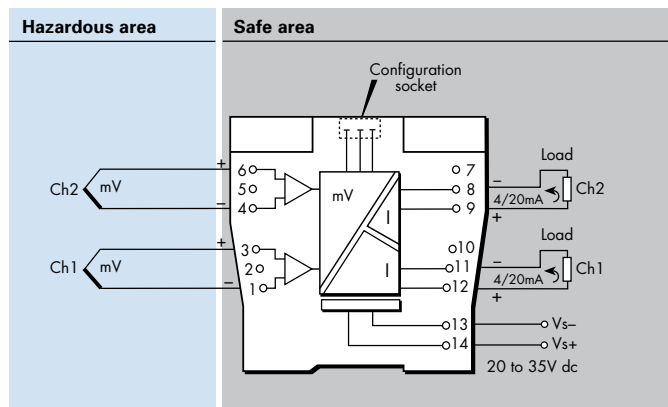 Hazardous area
Safe area
Configuration
socket
Ch2
mV
+
–
6
5
4
Ch1
mV
+
–
3
2
1
mV
I
I
7
8
9
10
11
12
13
14
Load
–
4/20mA
+
Ch2
Load
–
4/20mA
+
Ch1
Vs–
Vs+
20 to 35V dc